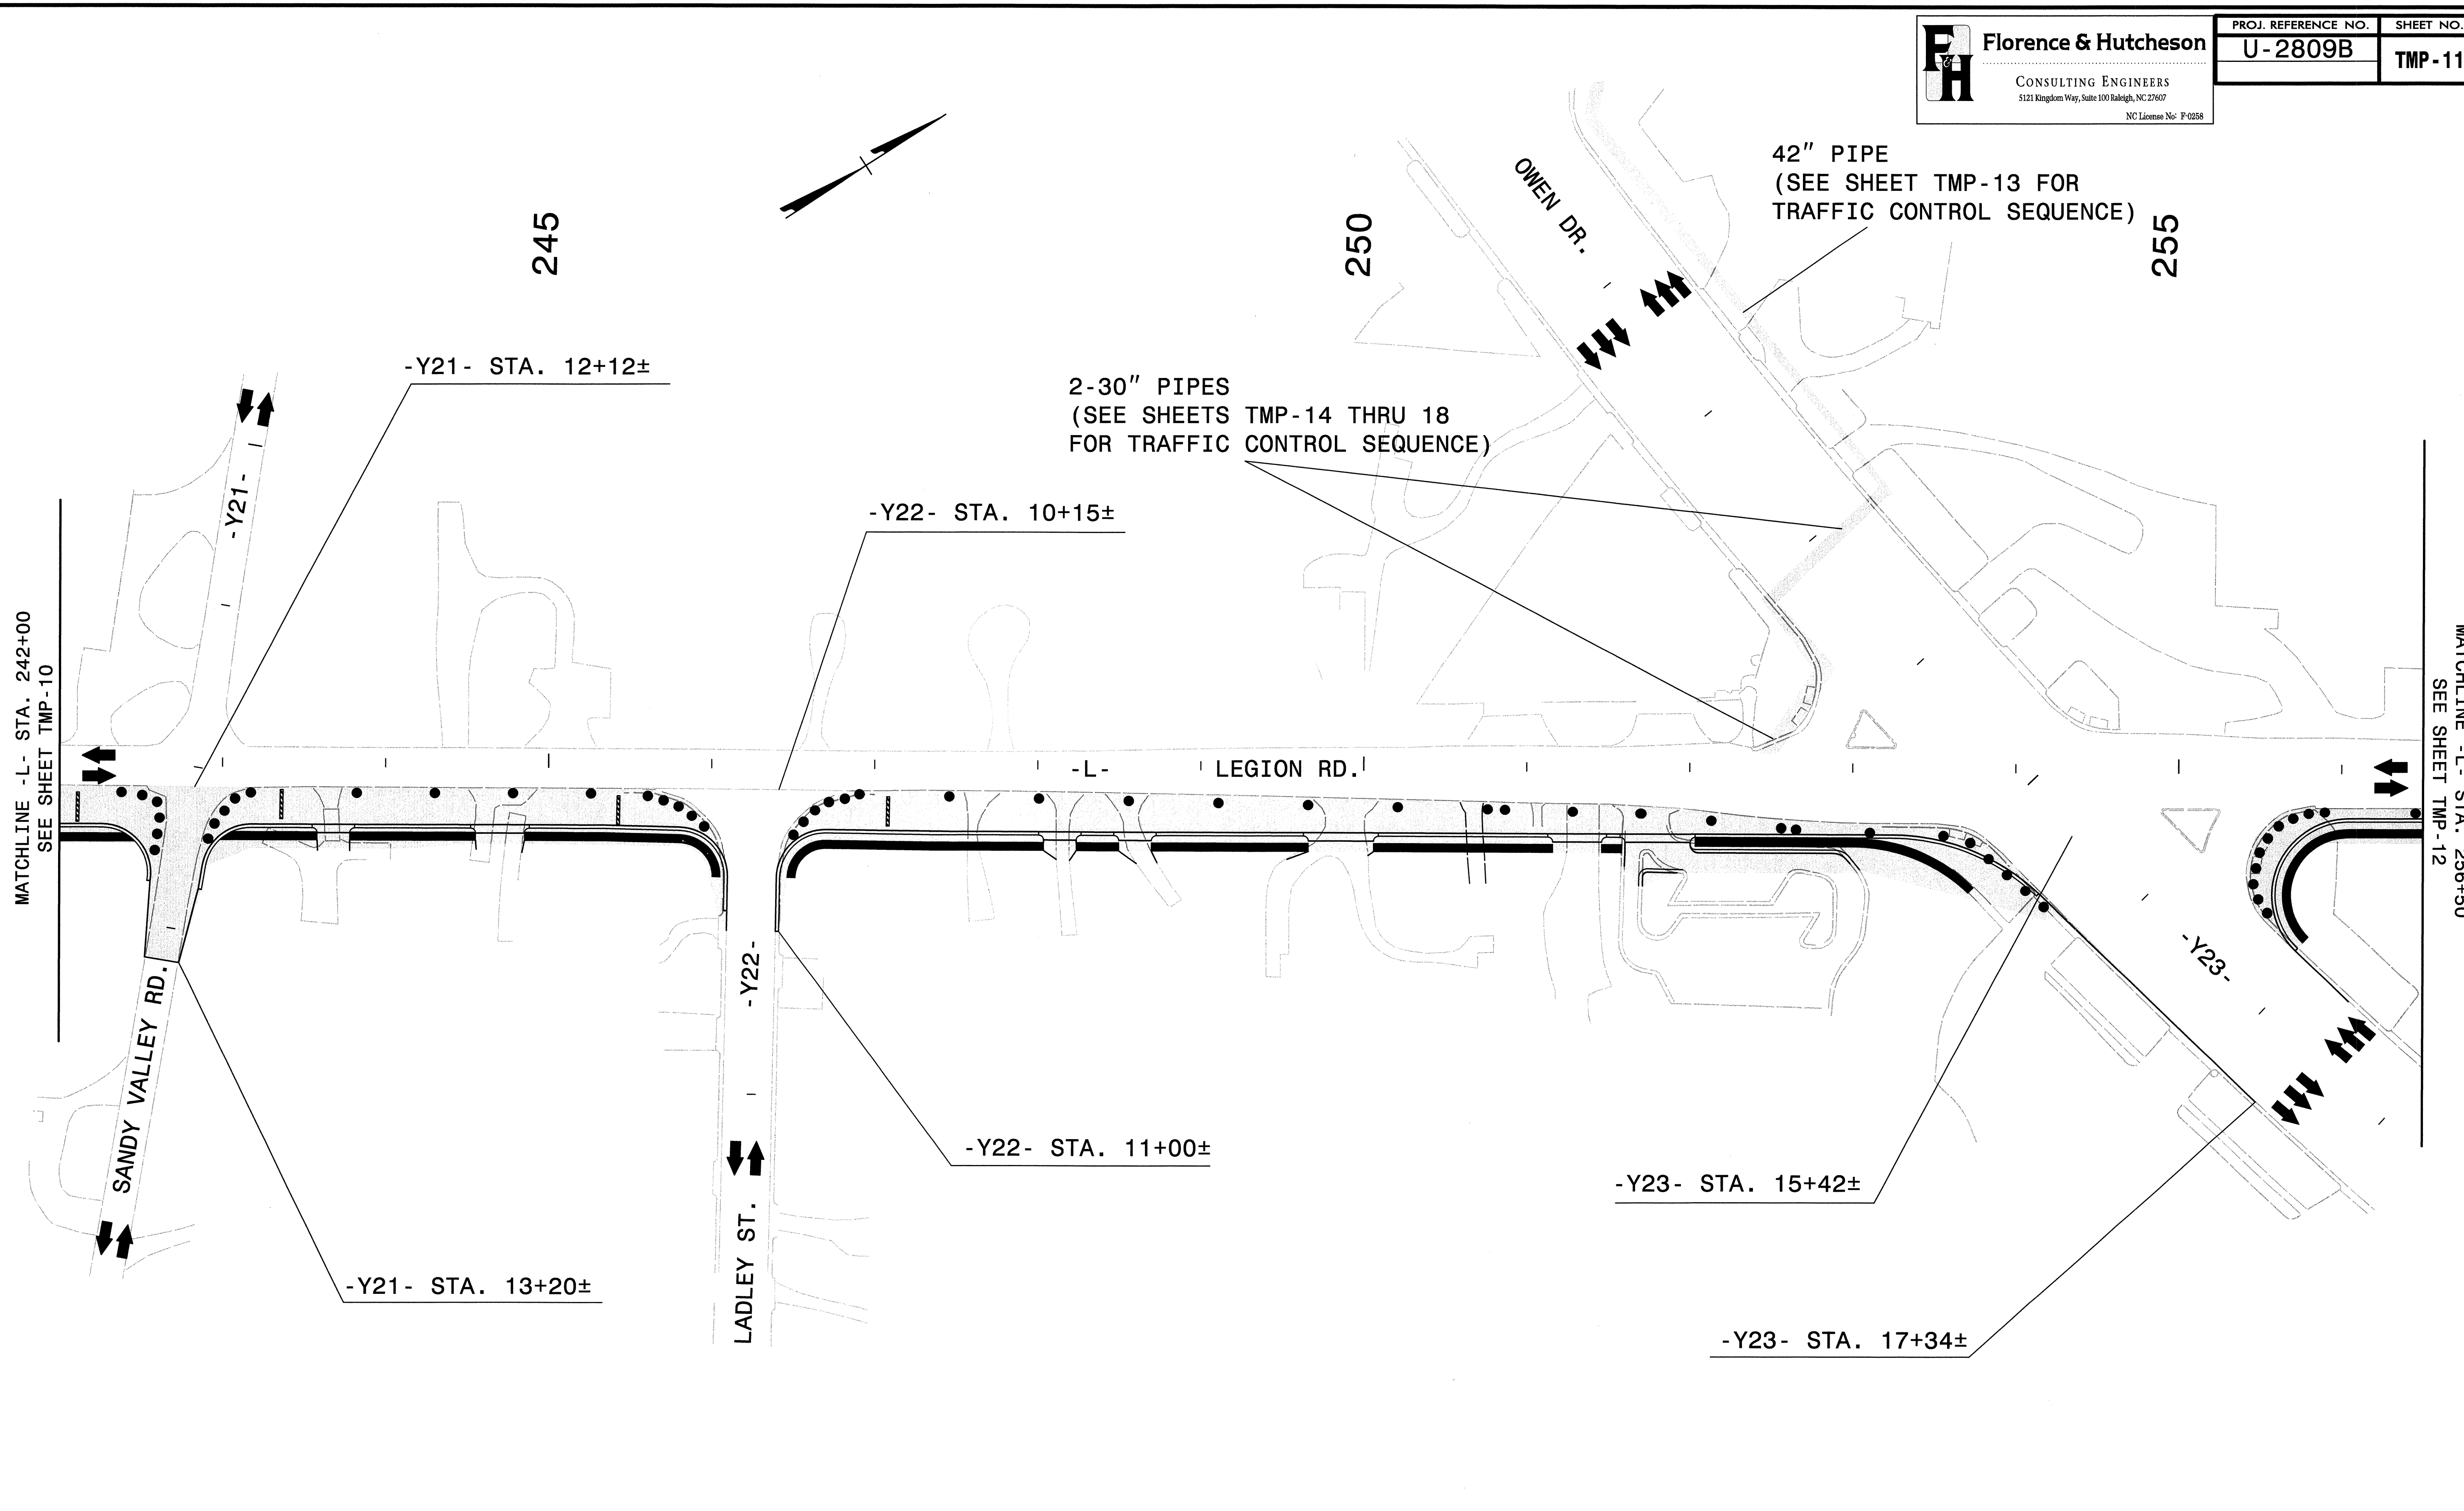 PROJ. REFERENCE NO.
SHEET NO.
U-2809B
TMP-11
F&H
Florence & Hutcheson
CONSULTING ENGINEERS
5121 Kingdom Way, Suite 100 Raleigh, NC 27607
NC License No: F-0258
42" PIPE
(SEE SHEET TMP-13 FOR
TRAFFIC CONTROL SEQUENCE)
OWEN DR.
245
250
255
-Y21- STA. 12+12±
2-30" PIPES
(SEE SHEETS TMP-14 THRU 18
FOR TRAFFIC CONTROL SEQUENCE)
-Y21-
-Y22- STA. 10+15±
MATCHLINE -L- STA. 242+00
SEE SHEET TMP-10
-L-
LEGION RD.
MATCHLINE -L- STA. 256+50
SEE SHEET TMP-12
-Y22-
-Y23-
SANDY VALLEY RD.
-Y22- STA. 11+00±
-Y23- STA. 15+42±
LADLEY ST.
-Y21- STA. 13+20±
-Y23- STA. 17+34±